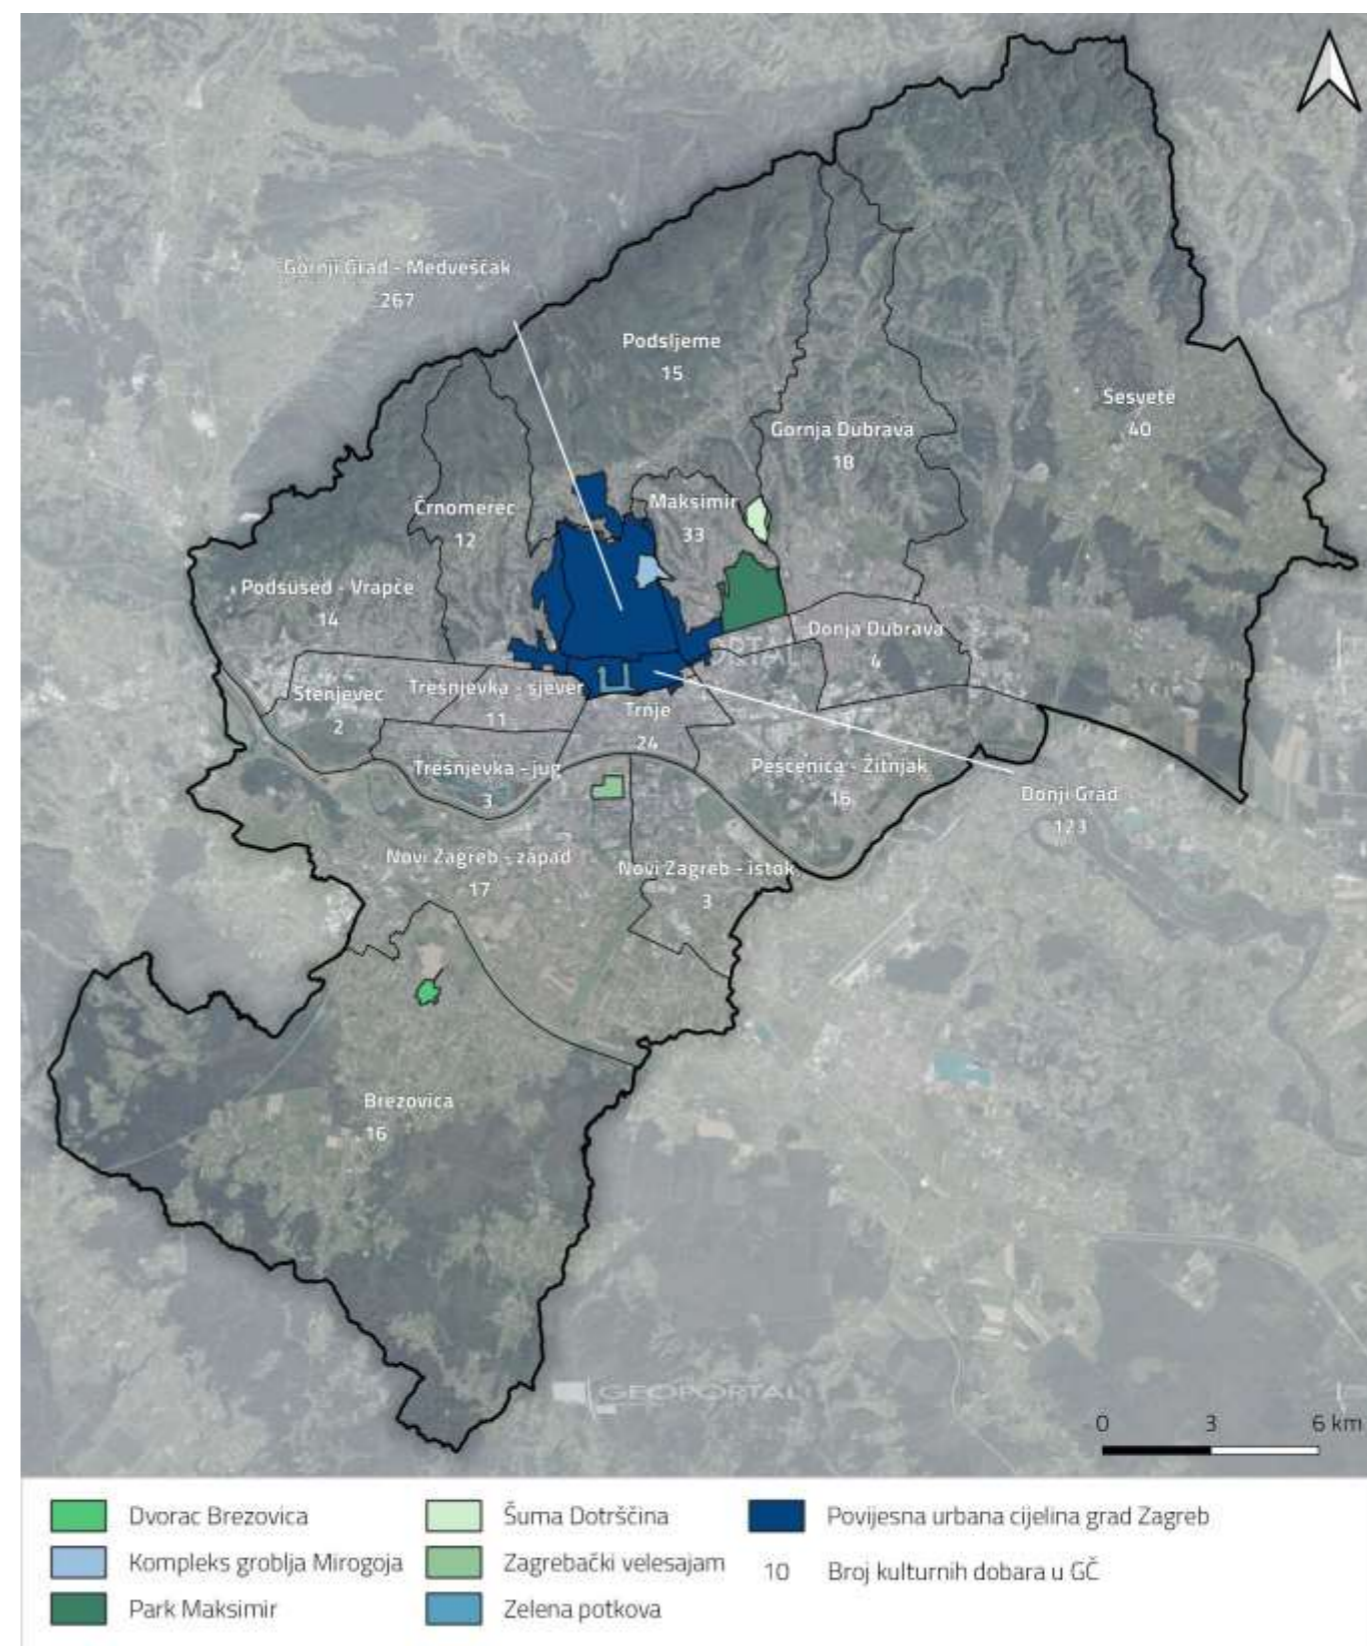 Gornji Grad - Medveščak
267
Podsljeme
15
Sesvete
40
Gornja Dubrava
18
Črnomerec
12
Maksimir
33
Podsused - Vrapče
14
Donja Dubrava
4
Stenjevec
2
Trešnjevka - sjever
11
Trnje
24
Trešnjevka - jug
3
Peščenica - Žitnjak
16
Donji Grad
123
Novi Zagreb - zapad
17
Novi Zagreb - istok
3
Brezovica
16
GEOPORTAL
0 3 6 km
Dvorac Brezovica
Kompleks groblja Mirogoja
Park Maksimir
Šuma Dotrščina
Zagrebački velesajam
Zelena potkova
Povijesna urbana cijelina grad Zagreb
10 Broj kulturnih dobara u GČ